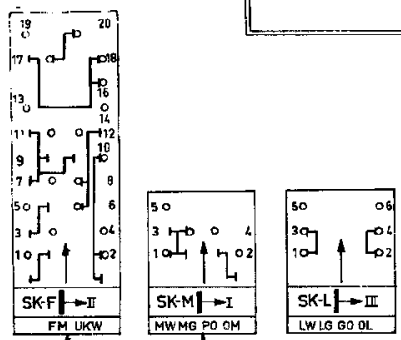 19 20
17 18
16
13
14
11 12
9 10
7 8
5 6
3 4
1 2
SK-F II
FM UKW
5
3 4
1 2
SK-M I
MW MG PO OM
5 6
3 4
1 2
SK-L III
LW LG GO OL